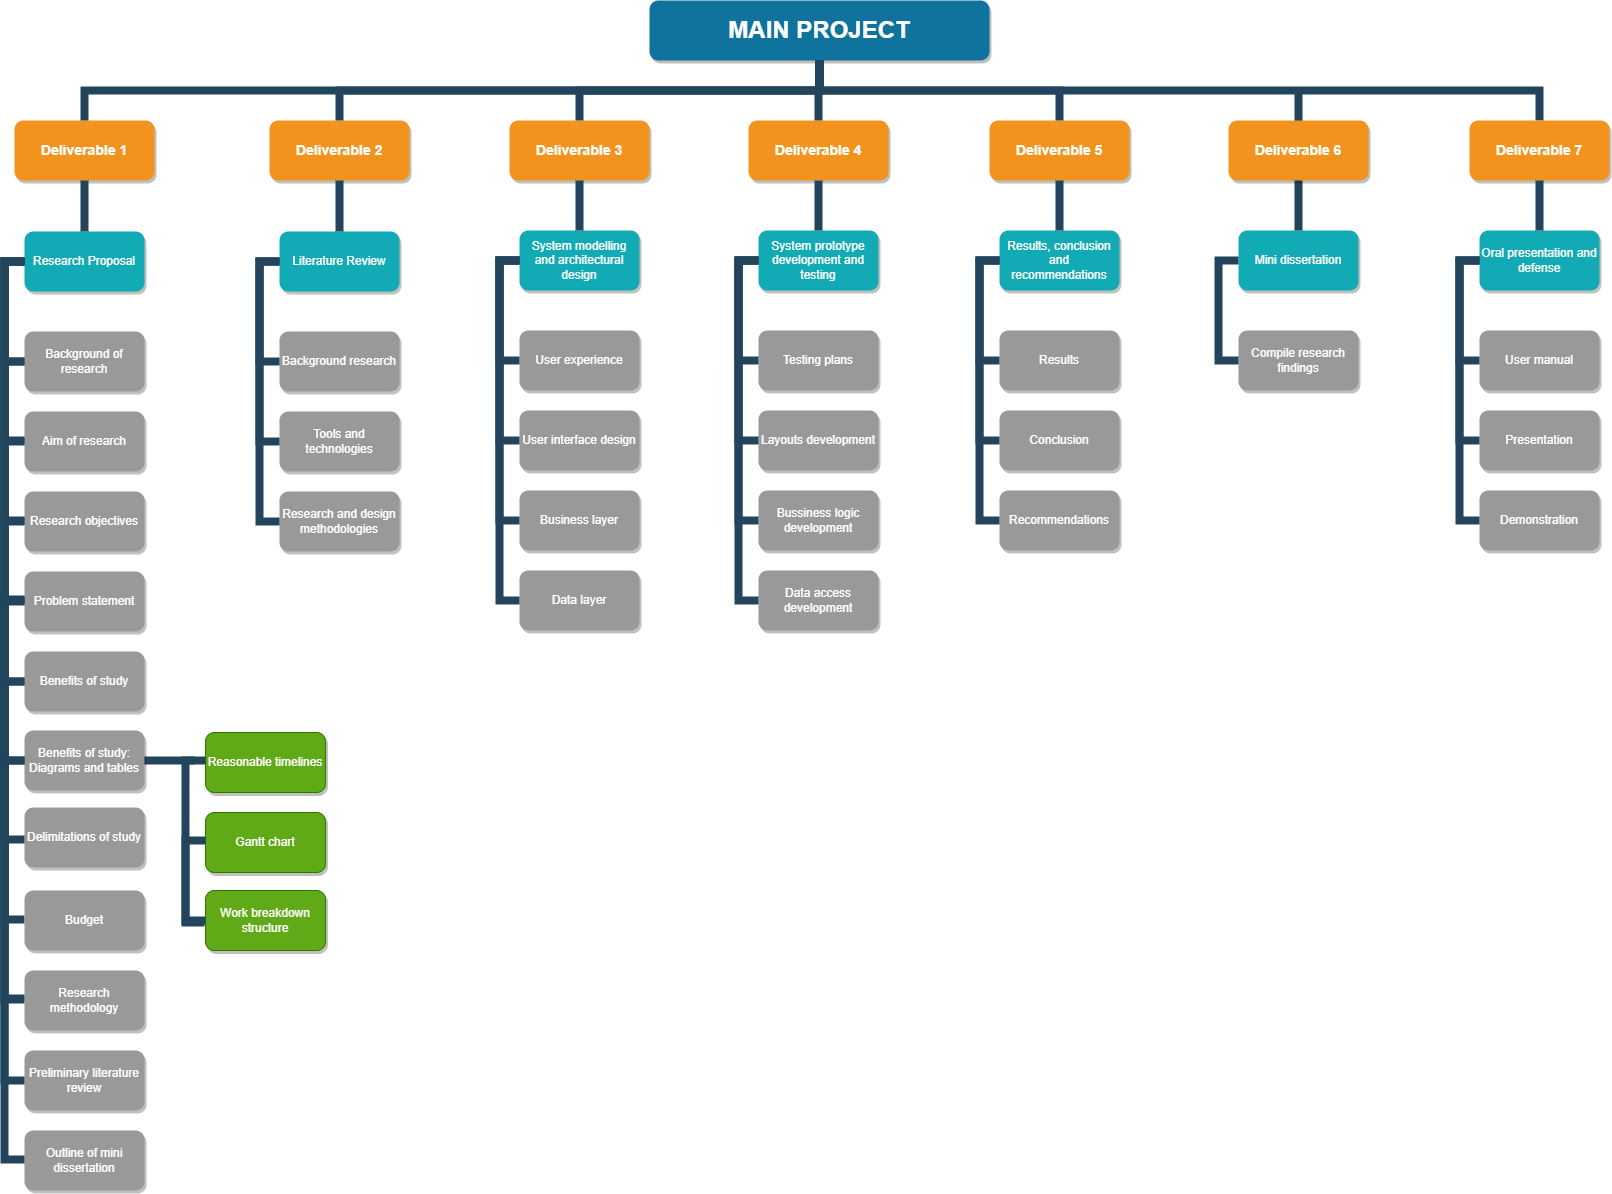 MAIN PROJECT
Deliverable 1
Deliverable 2
Deliverable 3
Deliverable 4
Deliverable 5
Deliverable 6
Deliverable 7
Research Proposal
Background of
research
Aim of research
Research objectives
Problem statement
Benefits of study
Benefits of study:
Diagrams and tables
Reasonable timelines
Gantt chart
Work breakdown
structure
Delimitations of study
Budget
Research
methodology
Preliminary literature
review
Outline of mini
dissertation
Literature Review
Background research
Tools and
technologies
Research and design
methodologies
System modelling
and architectural
design
User experience
User interface design
Business layer
Data layer
System prototype
development and
testing
Testing plans
Layouts development
Bussiness logic
development
Data access
development
Results, conclusion
and
recommendations
Results
Conclusion
Recommendations
Mini dissertation
Compile research
findings
Oral presentation and
defense
User manual
Presentation
Demonstration